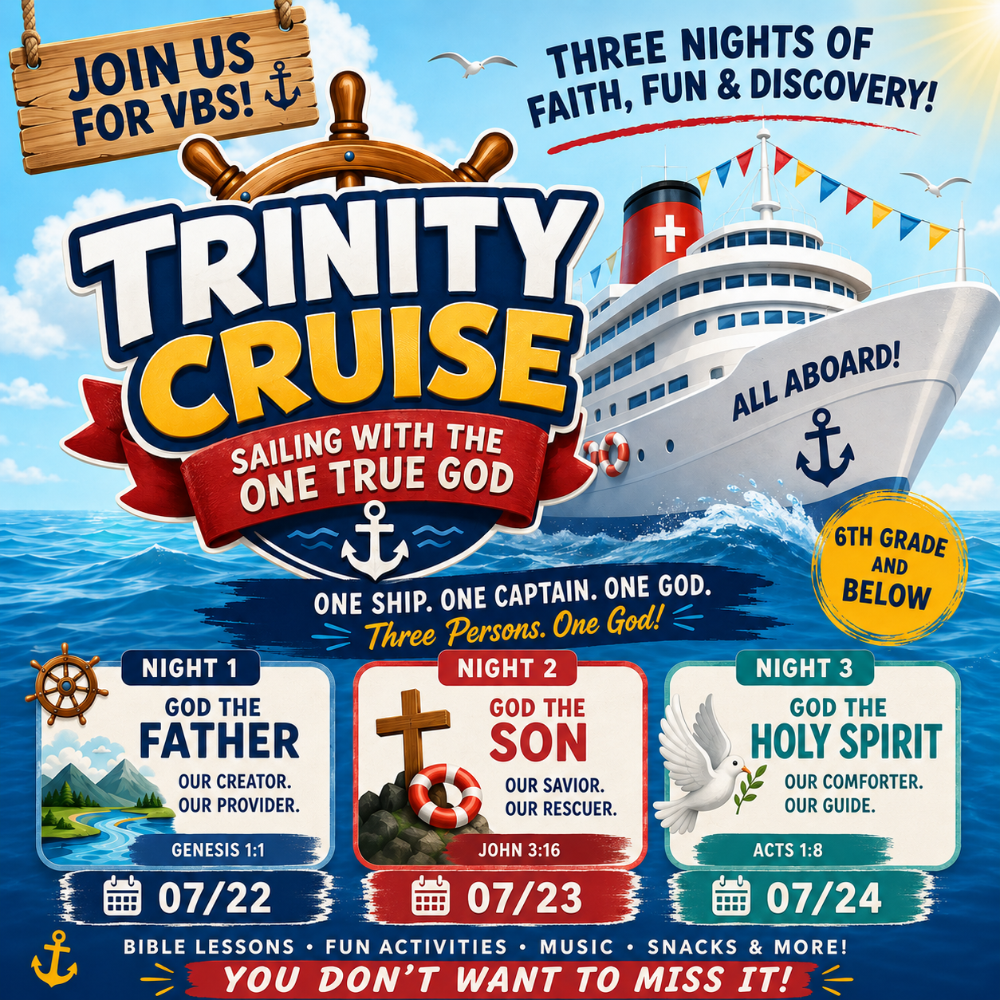 JOIN US
FOR VBS!
THREE NIGHTS OF
FAITH, FUN & DISCOVERY!
TRINITY
CRUISE
SAILING WITH THE
ONE TRUE GOD
ALL ABOARD!
6TH GRADE
AND
BELOW
ONE SHIP. ONE CAPTAIN. ONE GOD.
Three Persons. One God!
NIGHT 1
GOD THE
FATHER
OUR CREATOR.
OUR PROVIDER.
GENESIS 1:1
07/22
NIGHT 2
GOD THE
SON
OUR SAVIOR.
OUR RESCUER.
JOHN 3:16
07/23
NIGHT 3
GOD THE
HOLY SPIRIT
OUR COMFORTER.
OUR GUIDE.
ACTS 1:8
07/24
BIBLE LESSONS • FUN ACTIVITIES • MUSIC • SNACKS & MORE!
YOU DON'T WANT TO MISS IT!